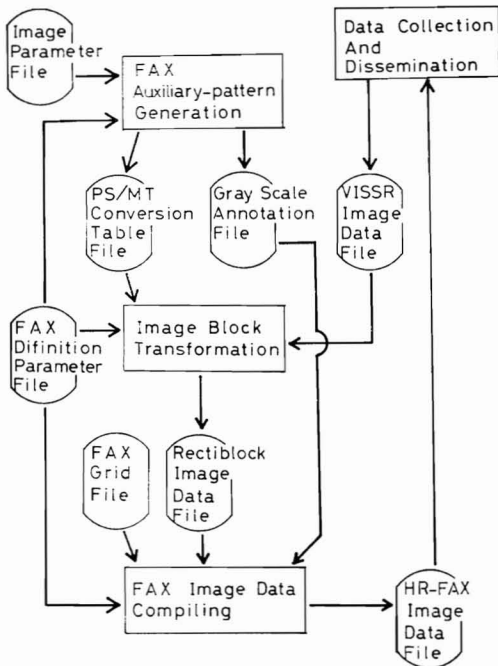 Image
Parameter
File
FAX
Auxiliary-pattern
Generation
Data Collection
And
Dissemination
PS/MT
Conversion
Table
File
Gray Scale
Annotation
File
VISSR
Image
Data
File
FAX
Difinition
Parameter
File
Image Block
Transformation
FAX
Grid
File
Rectiblock
Image
Data
File
FAX Image Data
Compiling
HR-FAX
Image
Data
File